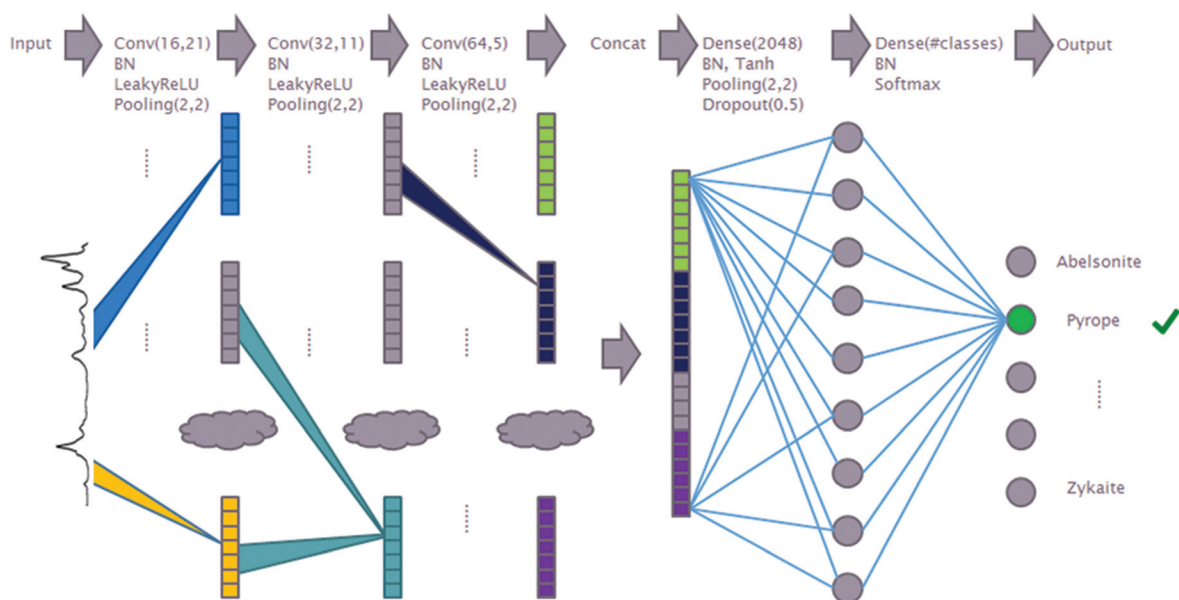 Input
Conv(16,21)
BN
LeakyReLU
Pooling(2,2)
Conv(32,11)
BN
LeakyReLU
Pooling(2,2)
Conv(64,5)
BN
LeakyReLU
Pooling(2,2)
Concat
Dense(2048)
BN, Tanh
Pooling(2,2)
Dropout(0.5)
Dense(#classes)
BN
Softmax
Output
Abelsonite
Pyrope
Zykaite